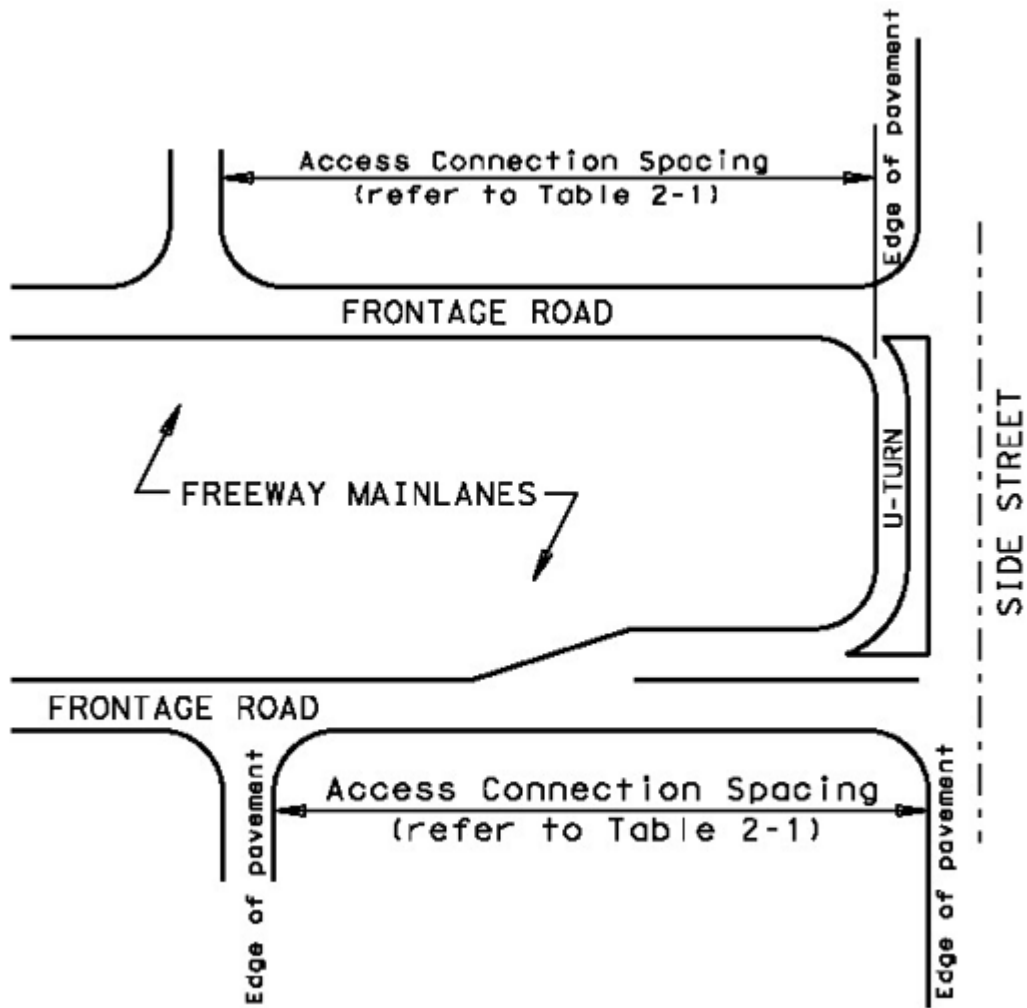 Edge of pavement
Access Connection Spacing
(refer to Table 2-1)
FRONTAGE ROAD
FREEWAY MAINLANES
U-TURN
SIDE STREET
FRONTAGE ROAD
Edge of pavement
Access Connection Spacing
(refer to Table 2-1)
Edge of pavement